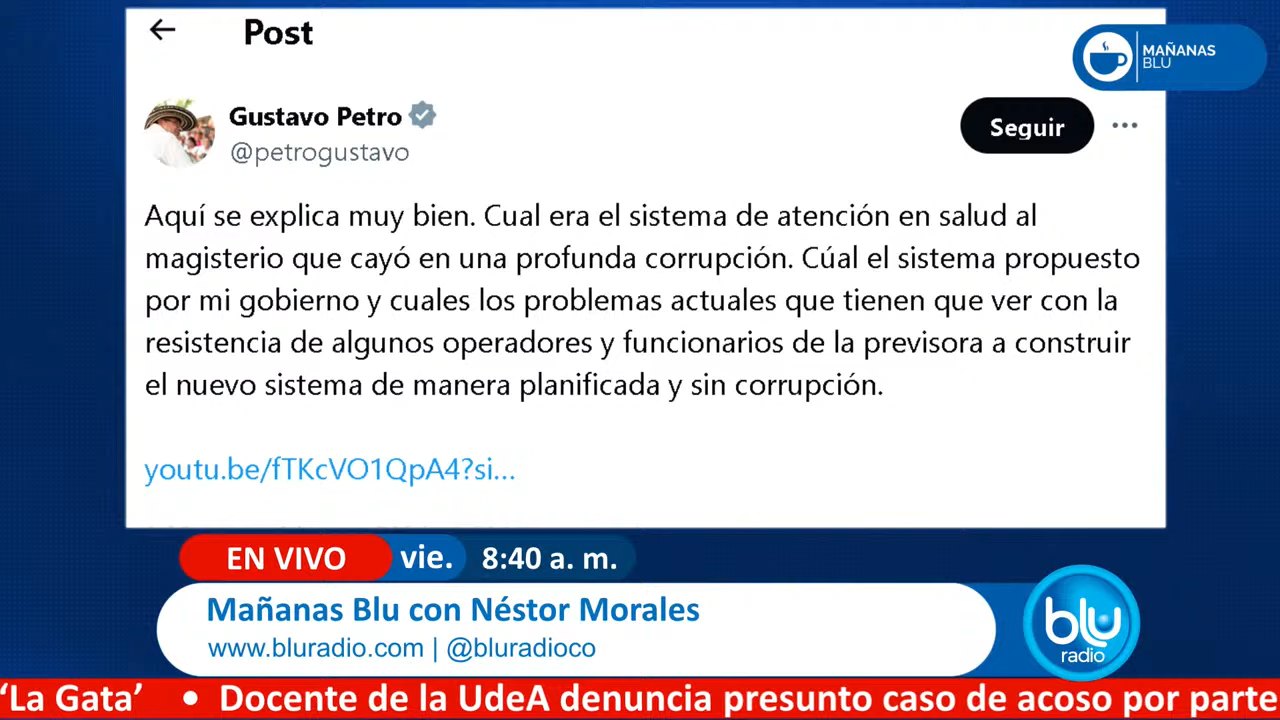 Post
MAÑANAS
BLU
Gustavo Petro
@petrogustavo
Seguir
Aquí se explica muy bien. Cual era el sistema de atención en salud al
magisterio que cayó en una profunda corrupción. Cúal el sistema propuesto
por mi gobierno y cuales los problemas actuales que tienen que ver con la
resistencia de algunos operadores y funcionarios de la previsora a construir
el nuevo sistema de manera planificada y sin corrupción.
youtu.be/fTKcVO1QpA4?si...
EN VIVO vie. 8:40 a. m.
Mañanas Blu con Néstor Morales
www.bluradio.com | @bluradioco
blu
radio
‘La Gata’ • Docente de la UdeA denuncia presunto caso de acoso por parte